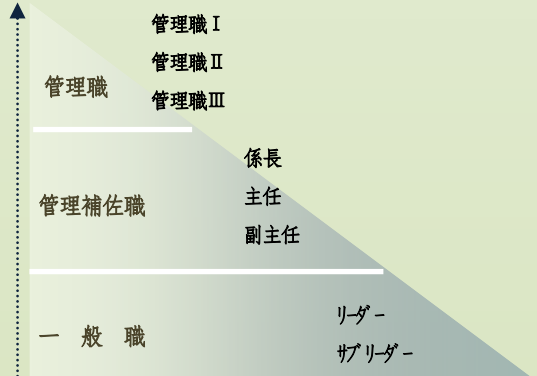 管理職Ⅰ
管理職Ⅱ
管理職
管理職Ⅲ
係長
管理補佐職
主任
副主任
一 般 職
リーダー
サブリーダー